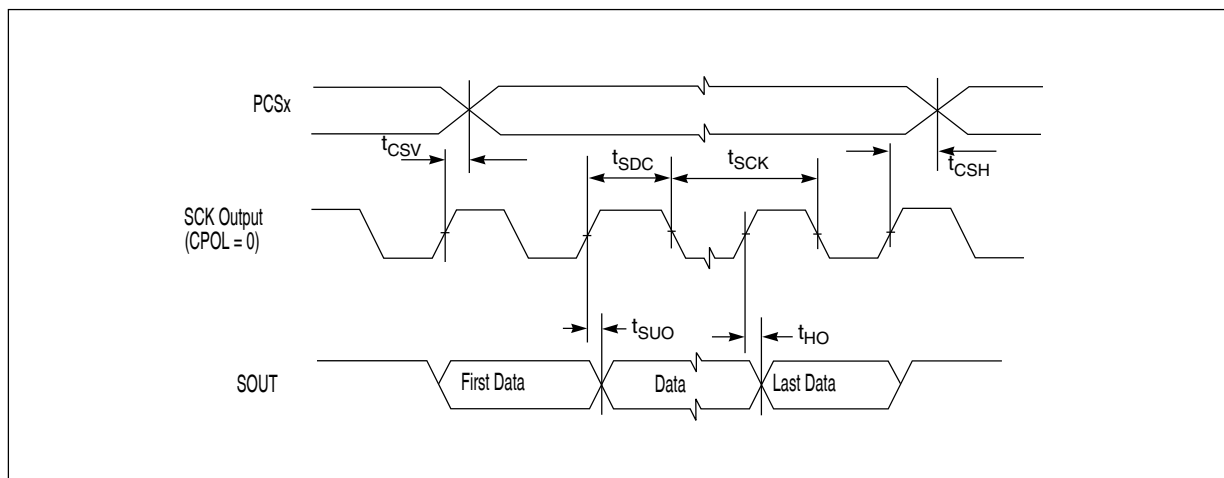 PCSx
tCSV
tSDC
tSCK
tCSH
SCK Output
(CPOL = 0)
tSUO
tHO
SOUT
First Data
Data
Last Data